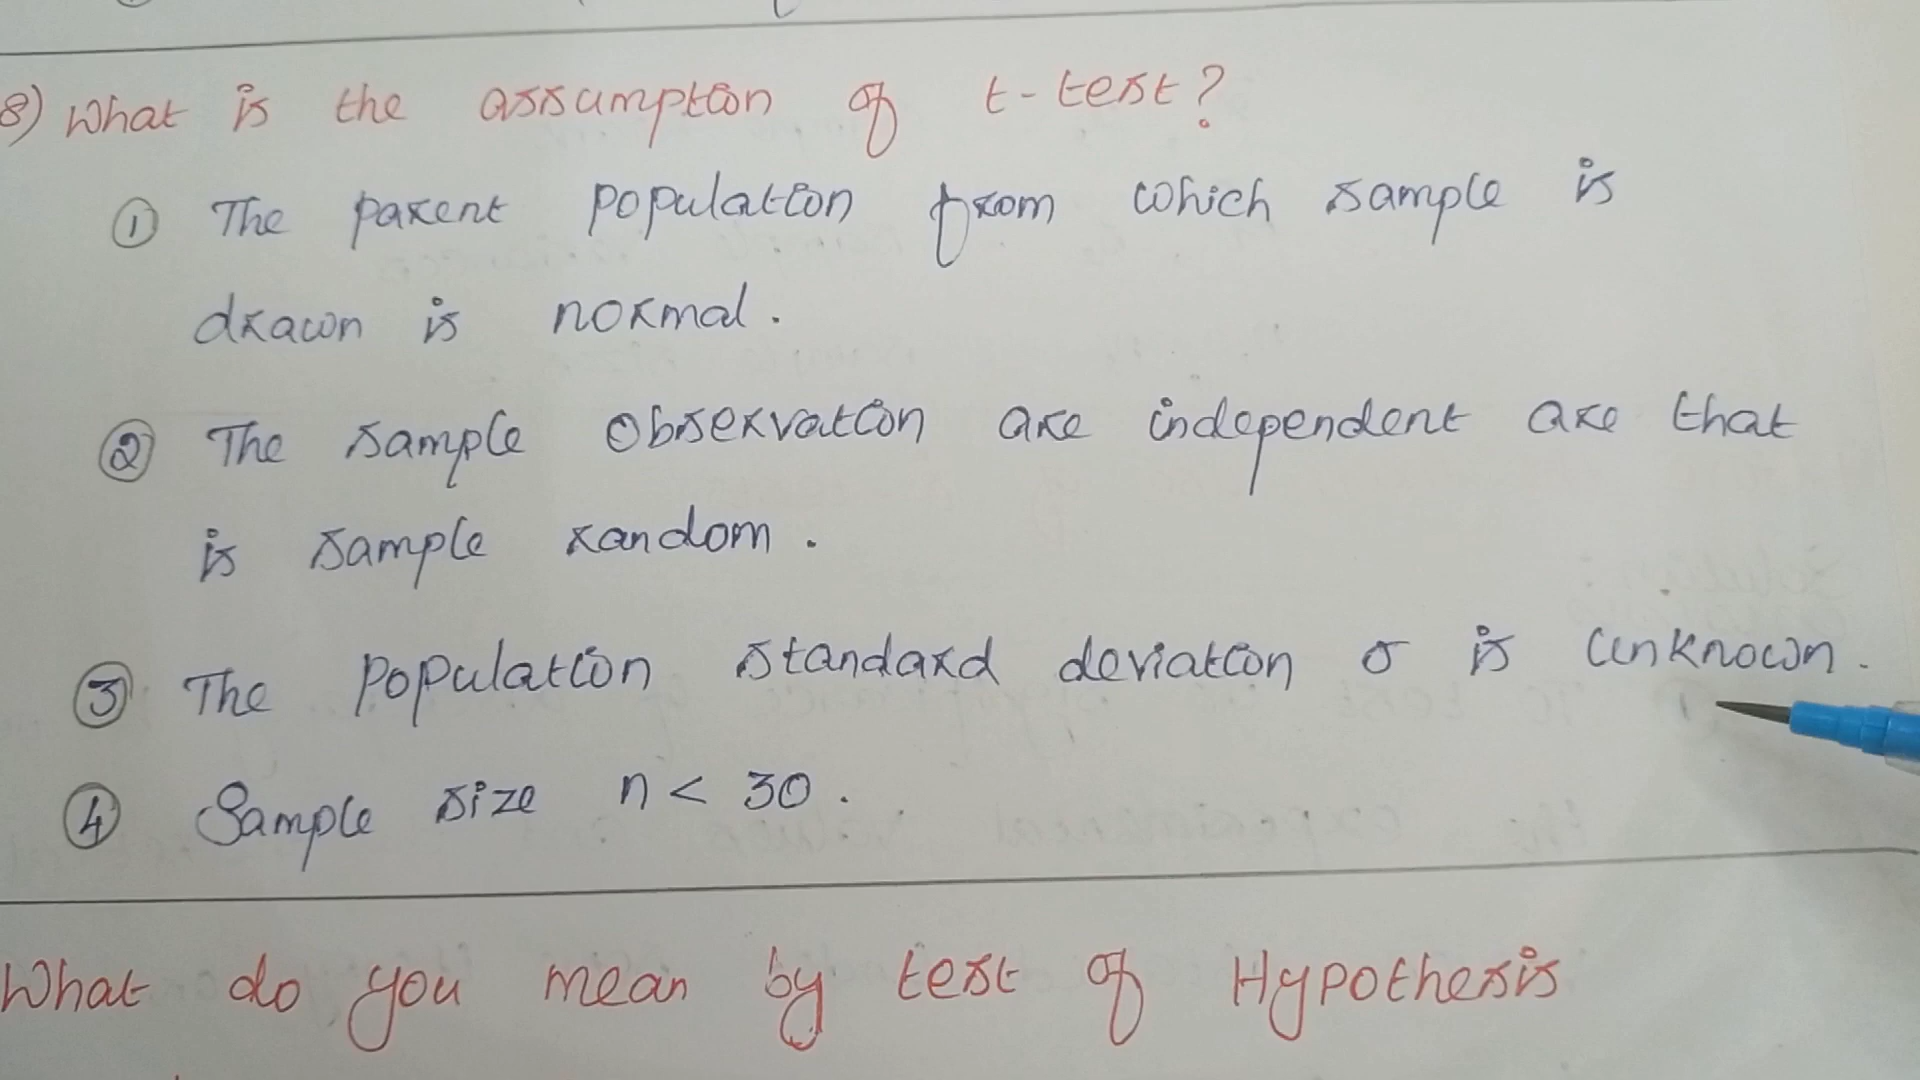 8) What is the assumption of t-test?
① The parent population from which sample is
drawn is normal.
② The sample observation are independent are that
is sample random.
③ The population standard deviation σ is unknown.
④ Sample size n < 30.
What do you mean by test of Hypothesis